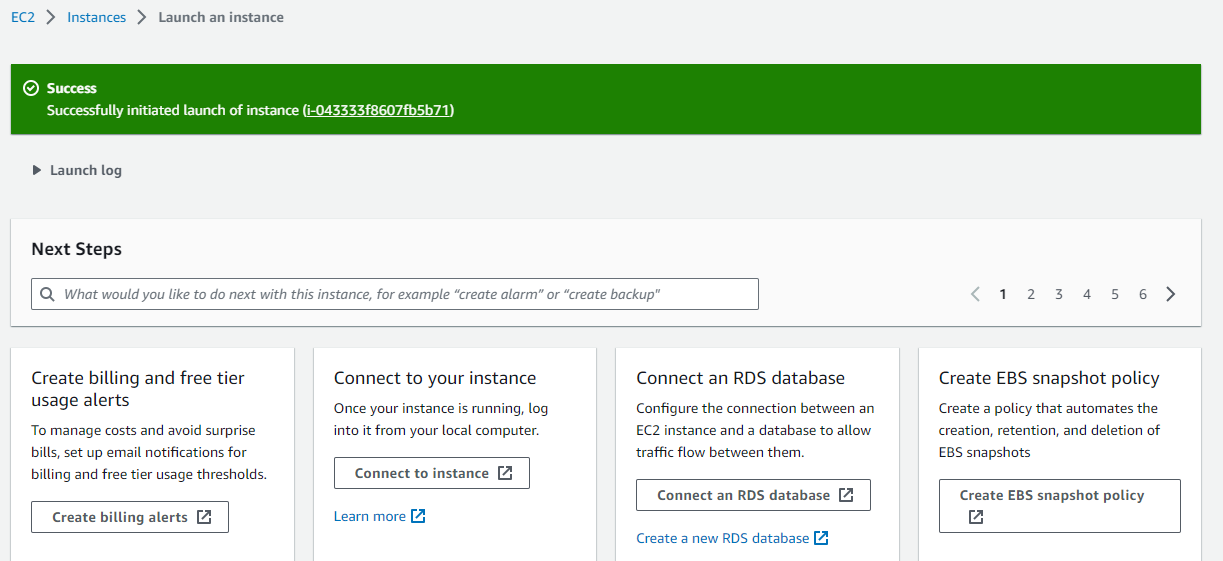 EC2 Instances Launch an instance
Success
Successfully initiated launch of instance (i-043333f8607fb5b71)
Launch log
Next Steps
What would you like to do next with this instance, for example “create alarm” or “create backup”
1 2 3 4 5 6
Create billing and free tier
usage alerts
To manage costs and avoid surprise
bills, set up email notifications for
billing and free tier usage thresholds.
Create billing alerts
Connect to your instance
Once your instance is running, log
into it from your local computer.
Connect to instance
Learn more
Connect an RDS database
Configure the connection between an
EC2 instance and a database to allow
traffic flow between them.
Connect an RDS database
Create a new RDS database
Create EBS snapshot policy
Create a policy that automates the
creation, retention, and deletion of
EBS snapshots
Create EBS snapshot policy